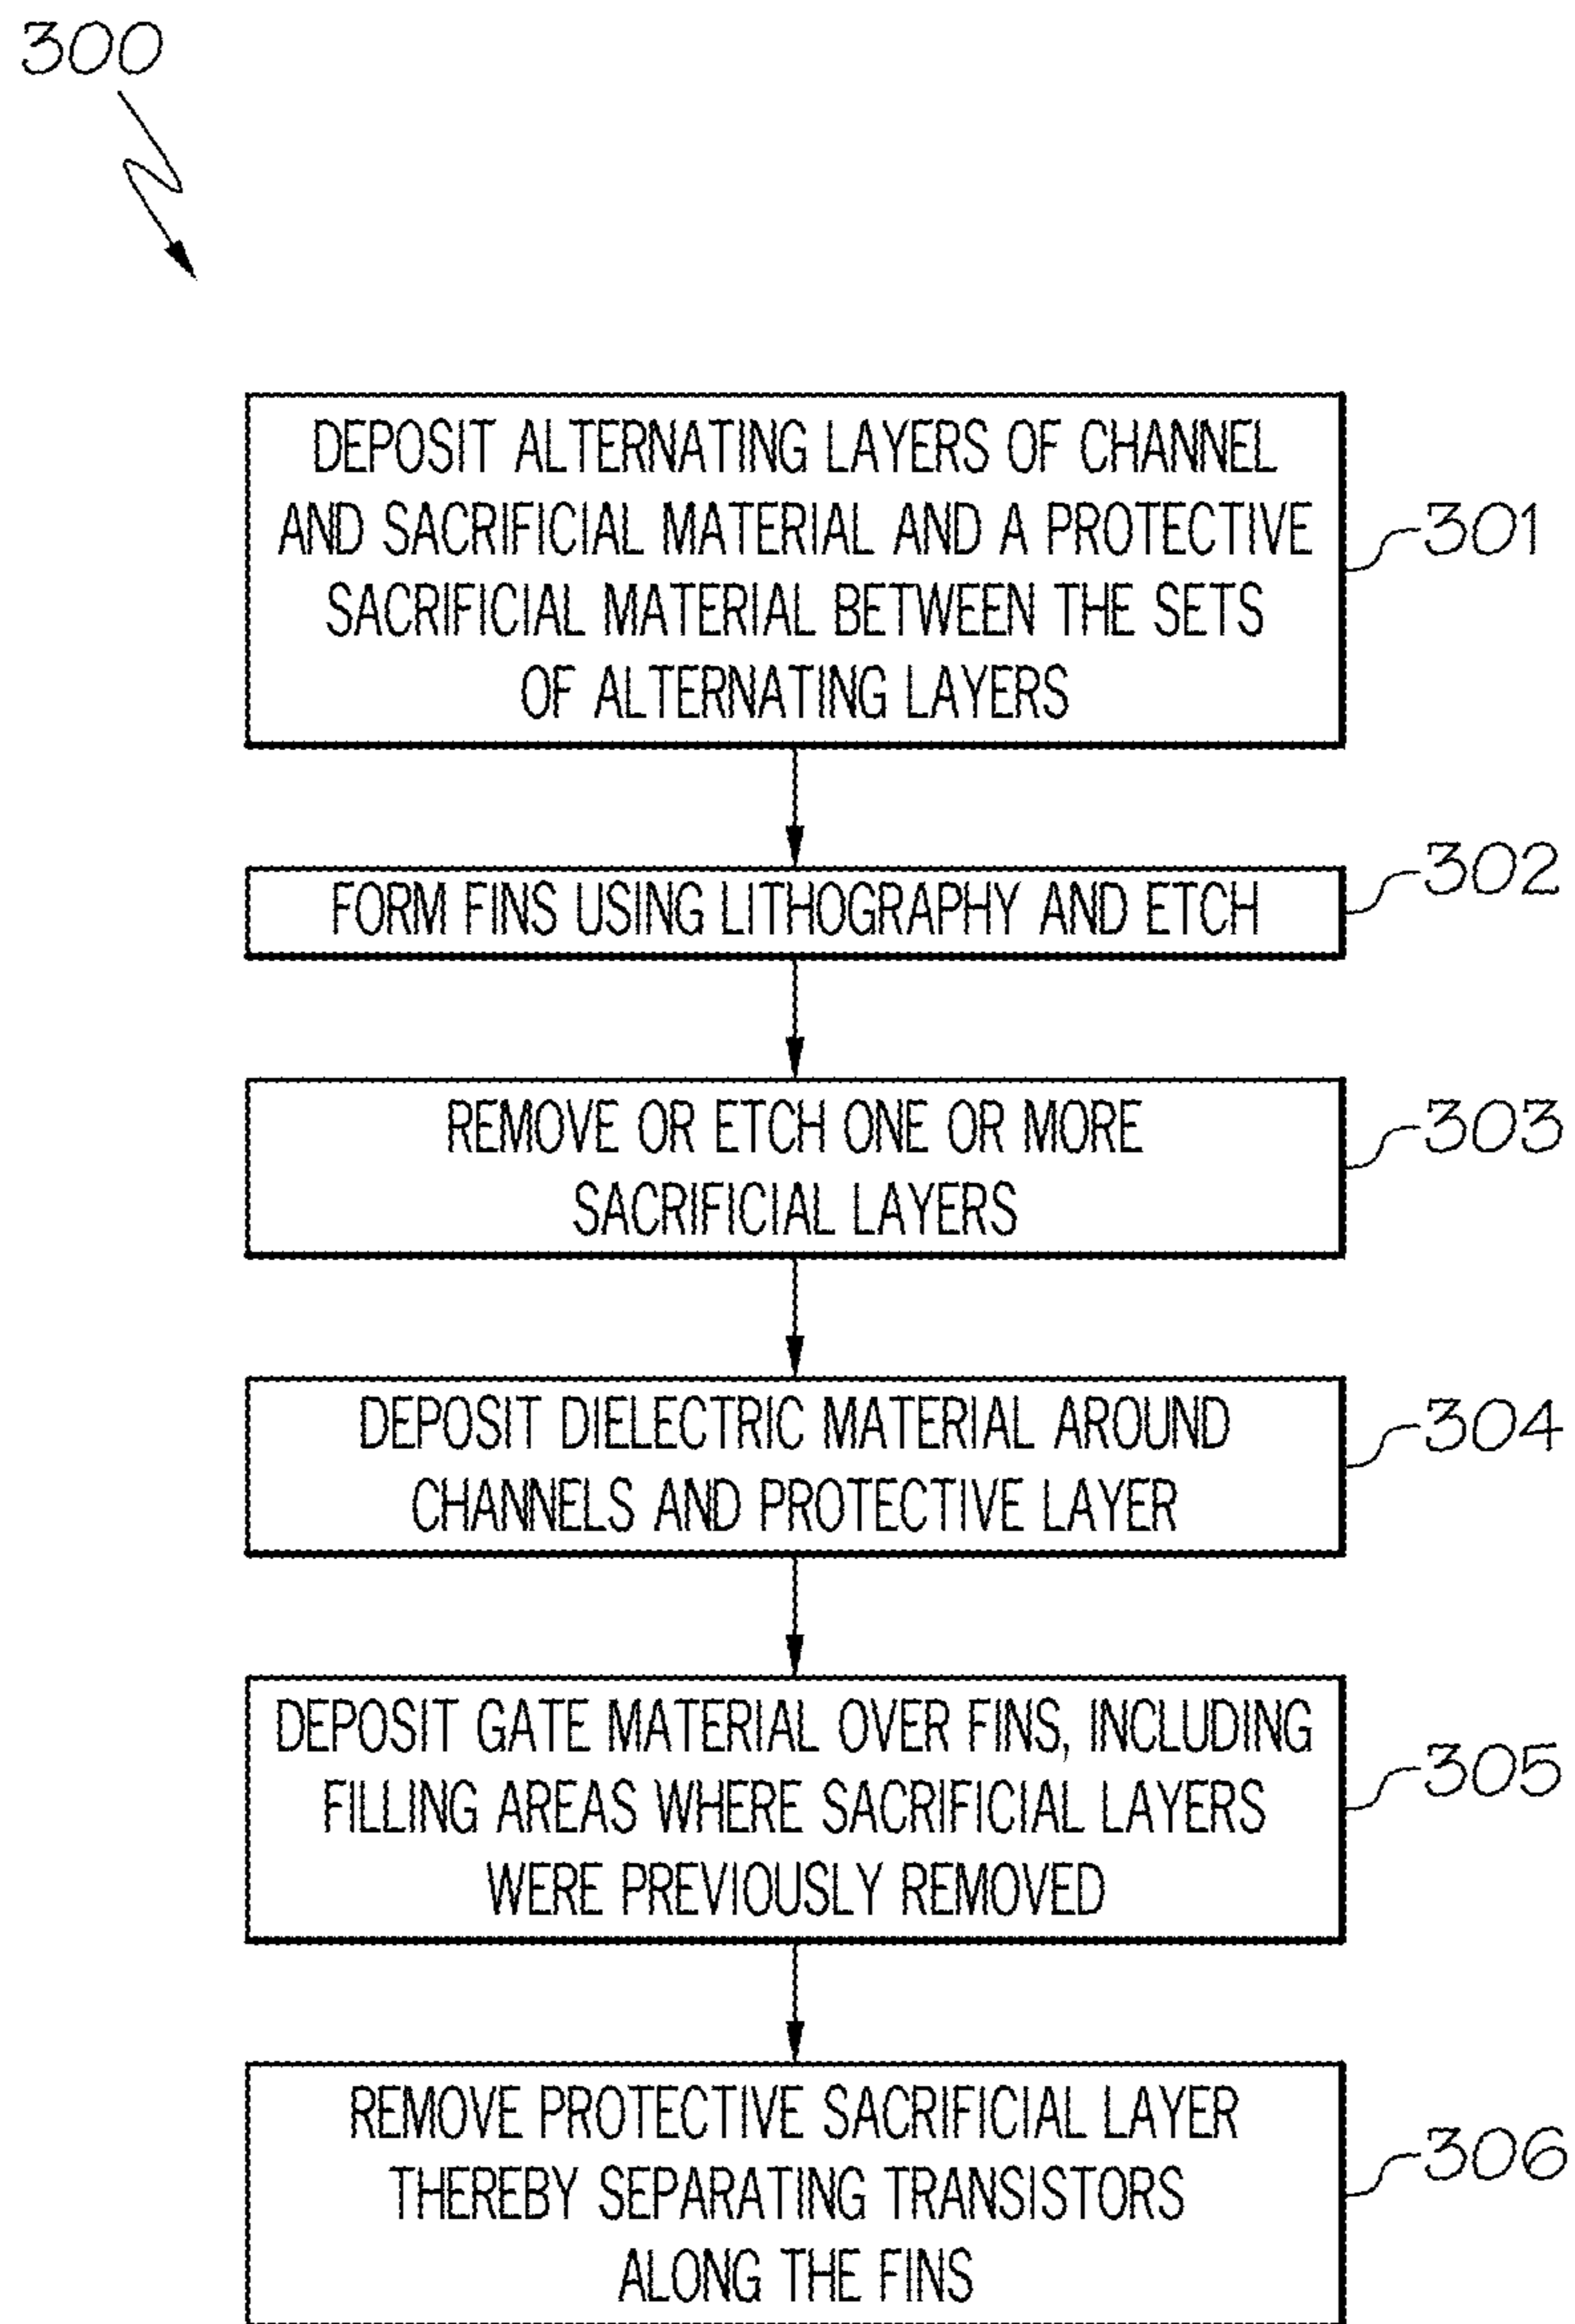 300
DEPOSIT ALTERNATING LAYERS OF CHANNEL
AND SACRIFICIAL MATERIAL AND A PROTECTIVE
SACRIFICIAL MATERIAL BETWEEN THE SETS
OF ALTERNATING LAYERS
301
FORM FINS USING LITHOGRAPHY AND ETCH
302
REMOVE OR ETCH ONE OR MORE
SACRIFICIAL LAYERS
303
DEPOSIT DIELECTRIC MATERIAL AROUND
CHANNELS AND PROTECTIVE LAYER
304
DEPOSIT GATE MATERIAL OVER FINS, INCLUDING
FILLING AREAS WHERE SACRIFICIAL LAYERS
WERE PREVIOUSLY REMOVED
305
REMOVE PROTECTIVE SACRIFICIAL LAYER
THEREBY SEPARATING TRANSISTORS
ALONG THE FINS
306